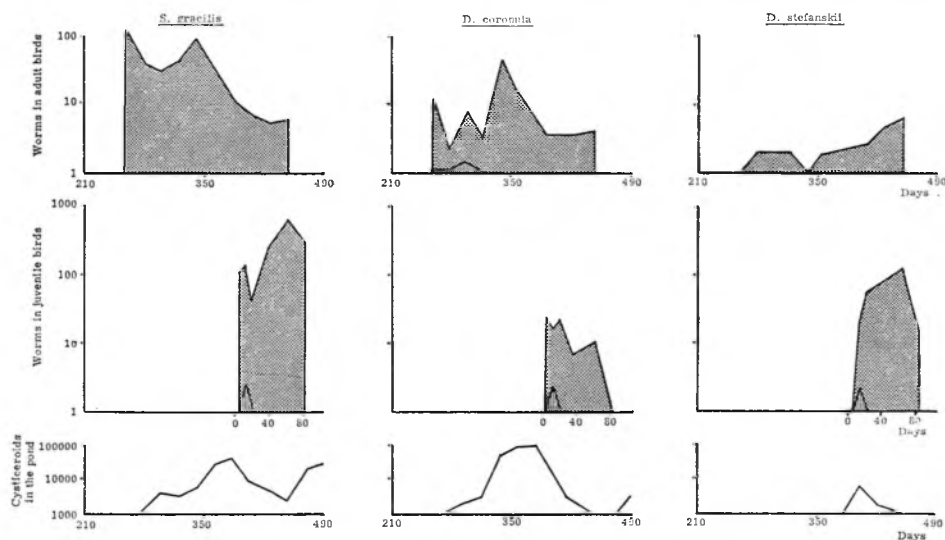 S. gracilis D. coronula D. stefanskii
Worms in adult birds
100
10
1
210 350 490 210 350 490 210 350 490
Days
Worms in juvenile birds
1000
100
10
1
0 40 80 0 40 80 0 40 80
Days
Cysticeroids
in the pond
100000
10000
1000
210 350 490 210 350 490 210 350 490
Days